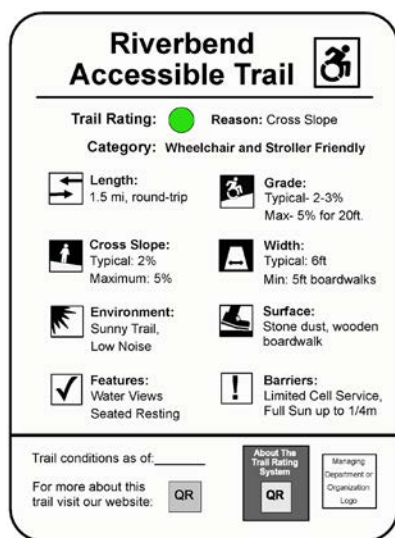 Riverbend
Accessible Trail
Trail Rating: Reason: Cross Slope
Category: Wheelchair and Stroller Friendly
Length:
1.5 mi, round-trip
Grade:
Typical- 2-3%
Max- 5% for 20ft.
Cross Slope:
Typical: 2%
Maximum: 5%
Width:
Typical: 6ft
Min: 5ft boardwalks
Environment:
Sunny Trail,
Low Noise
Surface:
Stone dust, wooden
boardwalk
Features:
Water Views
Seated Resting
!
Barriers:
Limited Cell Service,
Full Sun up to 1/4m
Trail conditions as of:______
For more about this
trail visit our website:
QR
About The
Trail Rating
System
QR
Managing
Department or
Organization
Logo